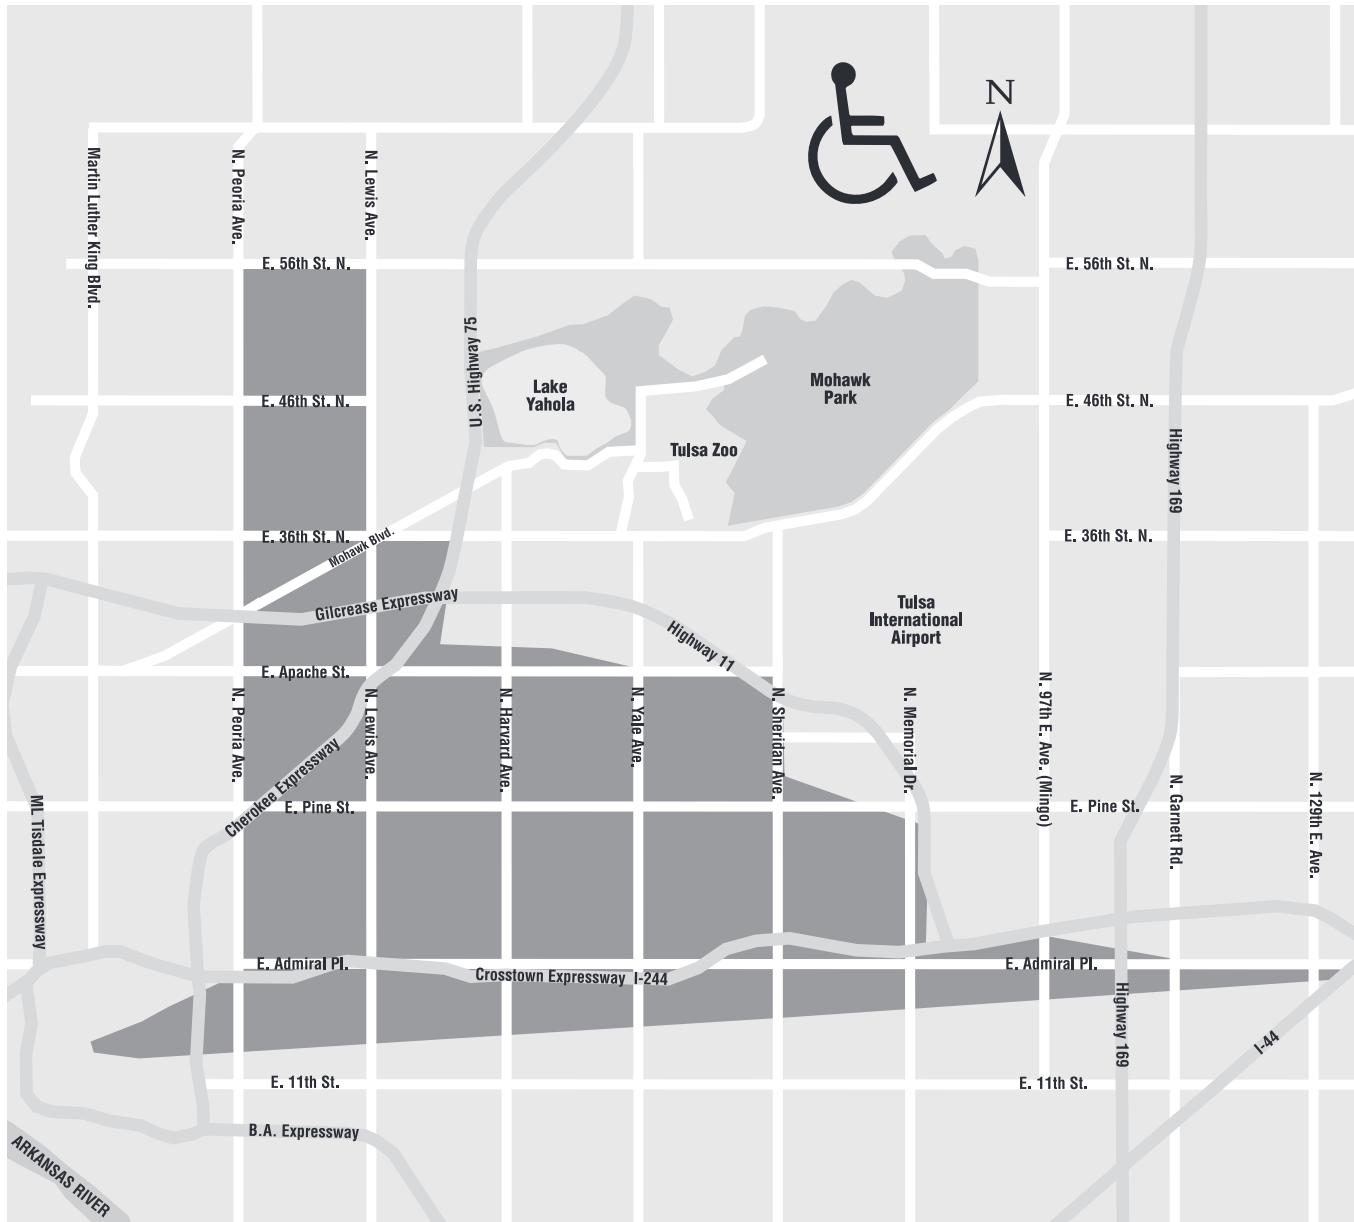 N
Martin Luther King Blvd.
N. Peoria Ave.
N. Lewis Ave.
E. 56th St. N.
E. 56th St. N.
U.S. Highway 75
Lake
Yahola
Mohawk
Park
E. 46th St. N.
E. 46th St. N.
Tulsa Zoo
Highway 169
E. 36th St. N.
Mohawk Blvd.
E. 36th St. N.
Gilcrease Expressway
Highway 11
Tulsa
International
Airport
E. Apache St.
N. Peoria Ave.
N. Lewis Ave.
N. Harvard Ave.
N. Yale Ave.
N. Sheridan Ave.
N. Memorial Dr.
N. 97th E. Ave. (Mingo)
Cherokee Expressway
E. Pine St.
E. Pine St.
N. Garnett Rd.
N. 129th E. Ave.
ML Tisdale Expressway
E. Admiral Pl.
Crosstown Expressway I-244
E. Admiral Pl.
Highway 169
I-44
E. 11th St.
E. 11th St.
B.A. Expressway
ARKANSAS RIVER